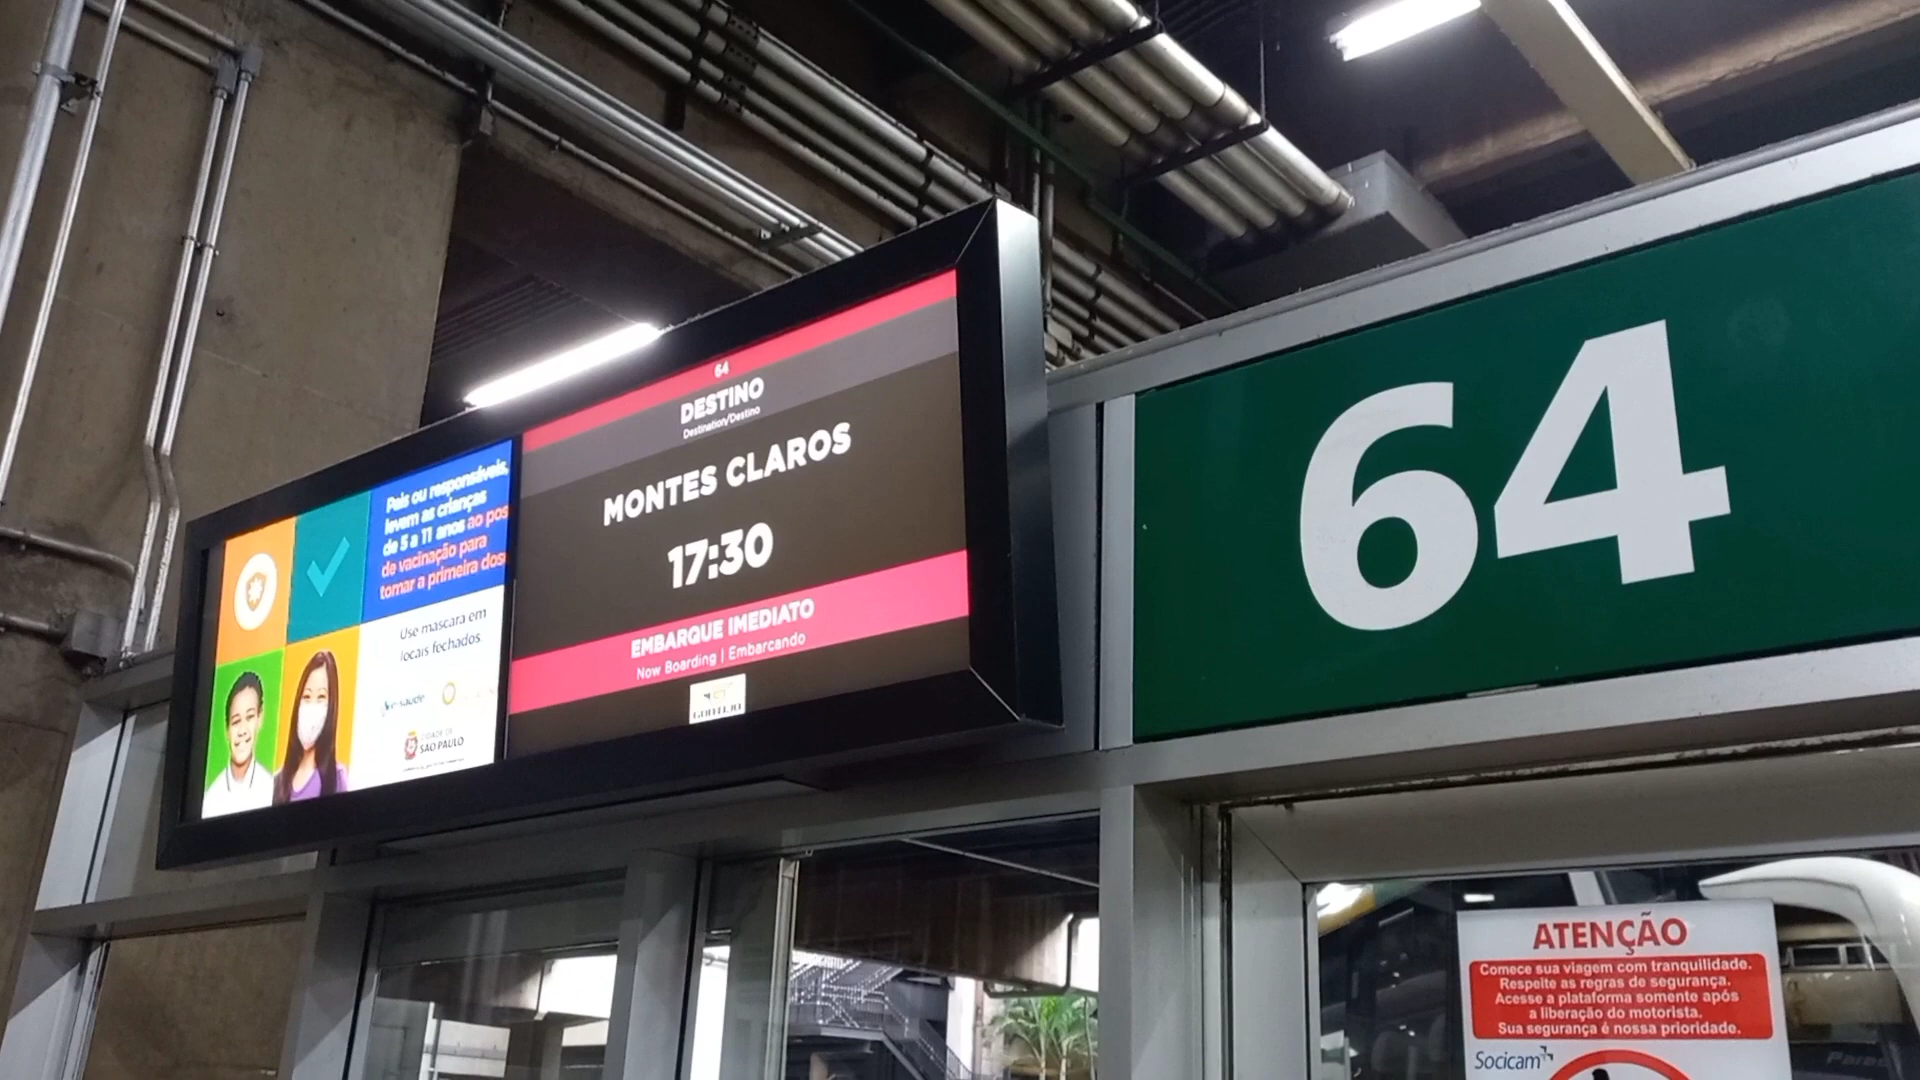 Pais ou responsáveis,
levem as crianças
de 5 a 11 anos ao pos
de vacinação para
tomar a primeira dos
Use mascara em
locais fechados.
e-saúde
CIDADE DE
SÃO PAULO
64
DESTINO
Destination/Destino
MONTES CLAROS
17:30
EMBARQUE IMEDIATO
Now Boarding | Embarcando
GONTIJO
64
ATENÇÃO
Comece sua viagem com tranquilidade.
Respeite as regras de segurança.
Acesse a plataforma somente após
a liberação do motorista.
Sua segurança é nossa prioridade.
Socicam